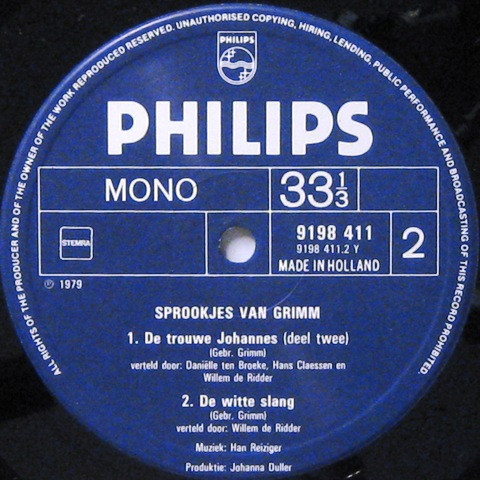 ALL RIGHTS OF THE PRODUCER AND OF THE OWNER OF THE WORK REPRODUCED RESERVED. UNAUTHORISED COPYING, HIRING, LENDING, PUBLIC PERFORMANCE AND BROADCASTING OF THIS RECORD PROHIBITED.
PHILIPS
PHILIPS
MONO
33 1/3
STEMRA
9198 411
9198 411.2 Y
MADE IN HOLLAND
2
Ⓟ 1979
SPROOKJES VAN GRIMM
1. De trouwe Johannes (deel twee)
(Gebr. Grimm)
verteld door: Daniëlle ten Broeke, Hans Claessen en
Willem de Ridder
2. De witte slang
(Gebr. Grimm)
verteld door: Willem de Ridder
Muziek: Han Reiziger
Produktie: Johanna Duller